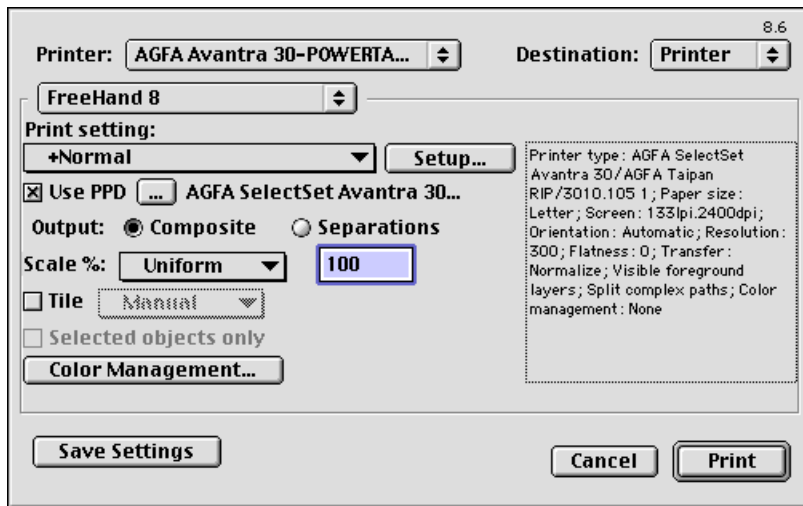 8.6
Printer: AGFA Avantra 30-POWERTA... Destination: Printer
FreeHand 8
Print setting:
+Normal Setup...
Use PPD ... AGFA SelectSet Avantra 30...
Output: Composite Separations
Scale %: Uniform 100
Tile Manual
Selected objects only
Color Management...
Printer type: AGFA SelectSet
Avantra 30/AGFA Taipan
RIP/3010.105 1; Paper size:
Letter; Screen: 133lpi.2400dpi;
Orientation: Automatic; Resolution:
300; Flatness: 0; Transfer:
Normalize; Visible foreground
layers; Split complex paths; Color
management: None
Save Settings Cancel Print